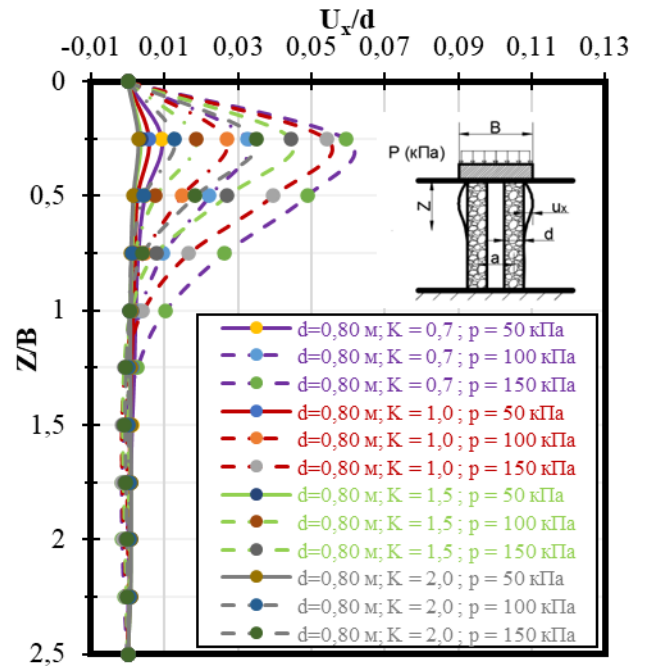 Uₓ/d
-0,01 0,01 0,03 0,05 0,07 0,09 0,11 0,13
0
0,5
1
1,5
2
2,5
Z/B
B
P (кПа)
Z
uₓ
d
a
d=0,80 м; K = 0,7 ; p = 50 кПа
d=0,80 м; K = 0,7 ; p = 100 кПа
d=0,80 м; K = 0,7 ; p = 150 кПа
d=0,80 м; K = 1,0 ; p = 50 кПа
d=0,80 м; K = 1,0 ; p = 100 кПа
d=0,80 м; K = 1,0 ; p = 150 кПа
d=0,80 м; K = 1,5 ; p = 50 кПа
d=0,80 м; K = 1,5 ; p = 100 кПа
d=0,80 м; K = 1,5 ; p = 150 кПа
d=0,80 м; K = 2,0 ; p = 50 кПа
d=0,80 м; K = 2,0 ; p = 100 кПа
d=0,80 м; K = 2,0 ; p = 150 кПа